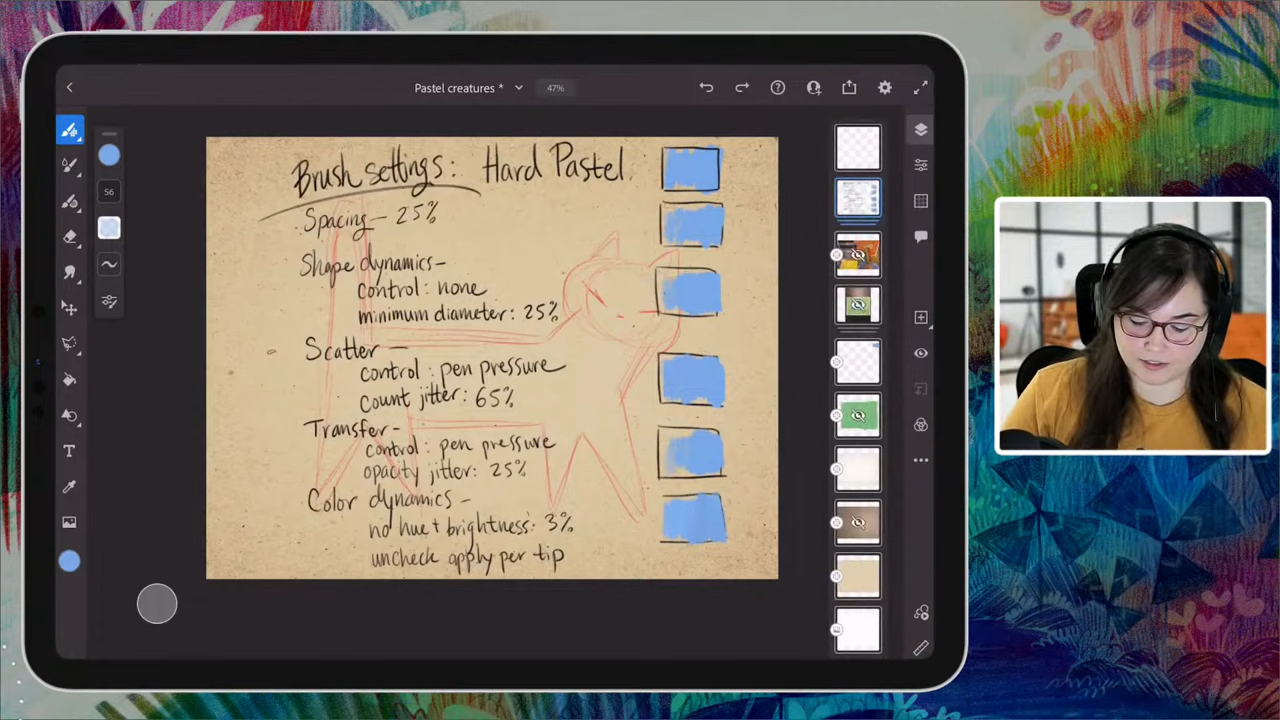 Pastel creatures *
47%
56
Brush settings: Hard Pastel
Spacing - 25%
Shape dynamics -
control: none
minimum diameter: 25%
Scatter -
control: pen pressure
count jitter: 65%
Transfer -
control: pen pressure
opacity jitter: 25%
Color dynamics -
no hue + brightness: 3%
uncheck apply per tip